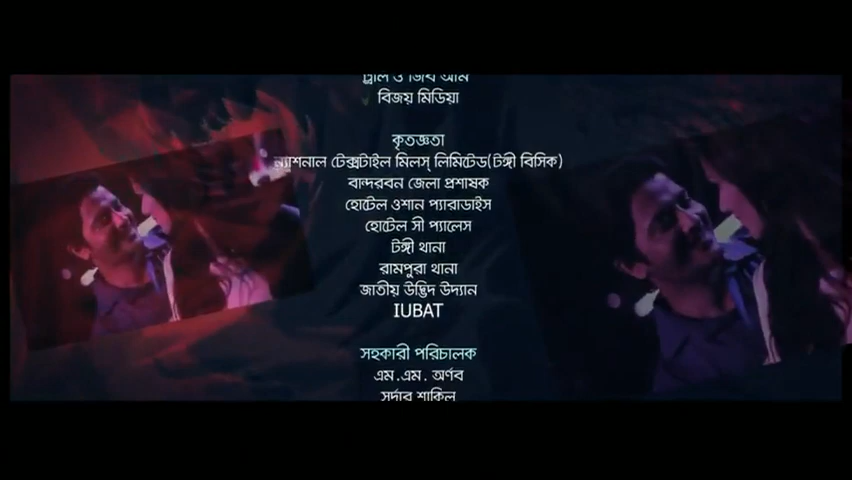 বিজয় মিডিয়া
কৃতজ্ঞতা
ন্যাশনাল টেক্সটাইল মিলস্ লিমিটেড(টঙ্গী বিসিক)
বান্দরবন জেলা প্রশাষক
হোটেল ওশান প্যারাডাইস
হোটেল সী প্যালেস
টঙ্গী থানা
রামপুরা থানা
জাতীয় উদ্ভিদ উদ্যান
IUBAT
সহকারী পরিচালক
এম.এম. অর্ণব
সর্দার শাকিল